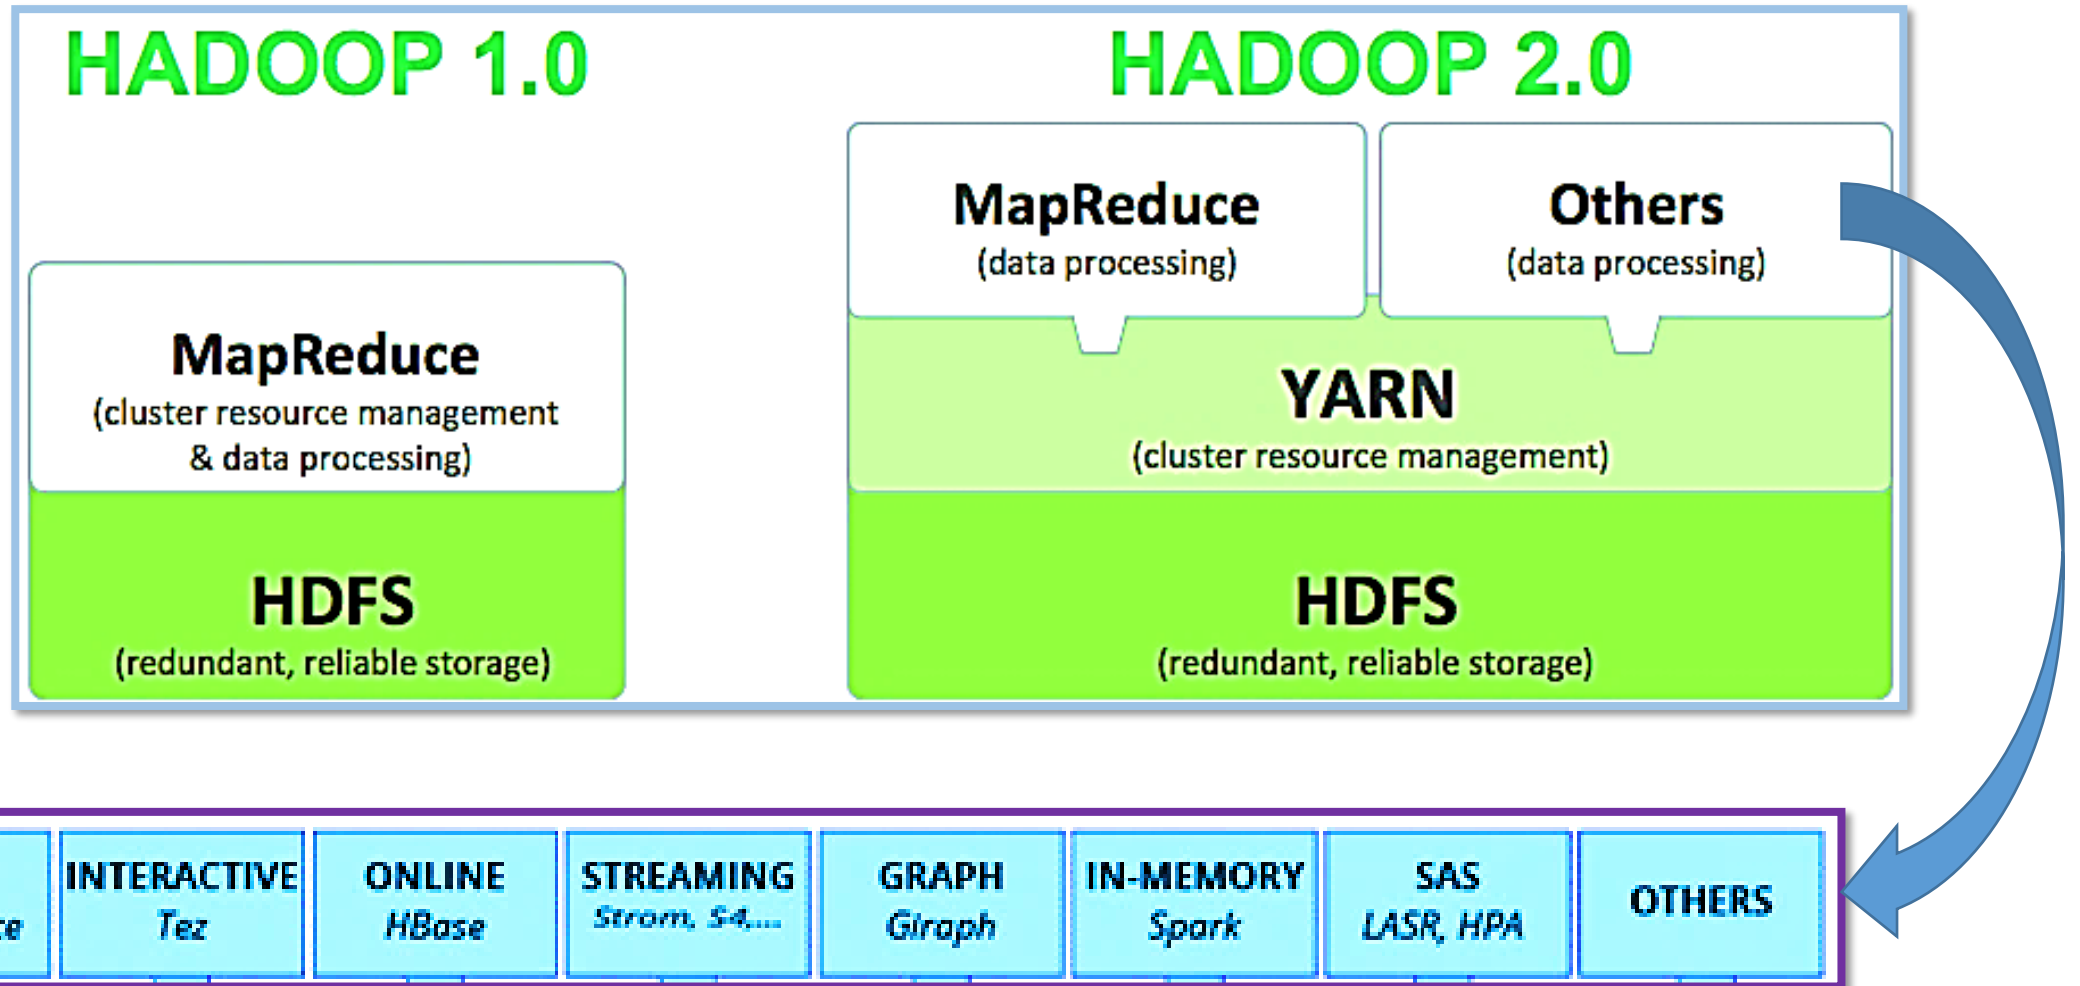 HADOOP 1.0
MapReduce
(cluster resource management
& data processing)
HDFS
(redundant, reliable storage)
HADOOP 2.0
MapReduce
(data processing)
Others
(data processing)
YARN
(cluster resource management)
HDFS
(redundant, reliable storage)
ce
INTERACTIVE
Tez
ONLINE
HBase
STREAMING
Strom, S4,...
GRAPH
Giraph
IN-MEMORY
Spark
SAS
LASR, HPA
OTHERS